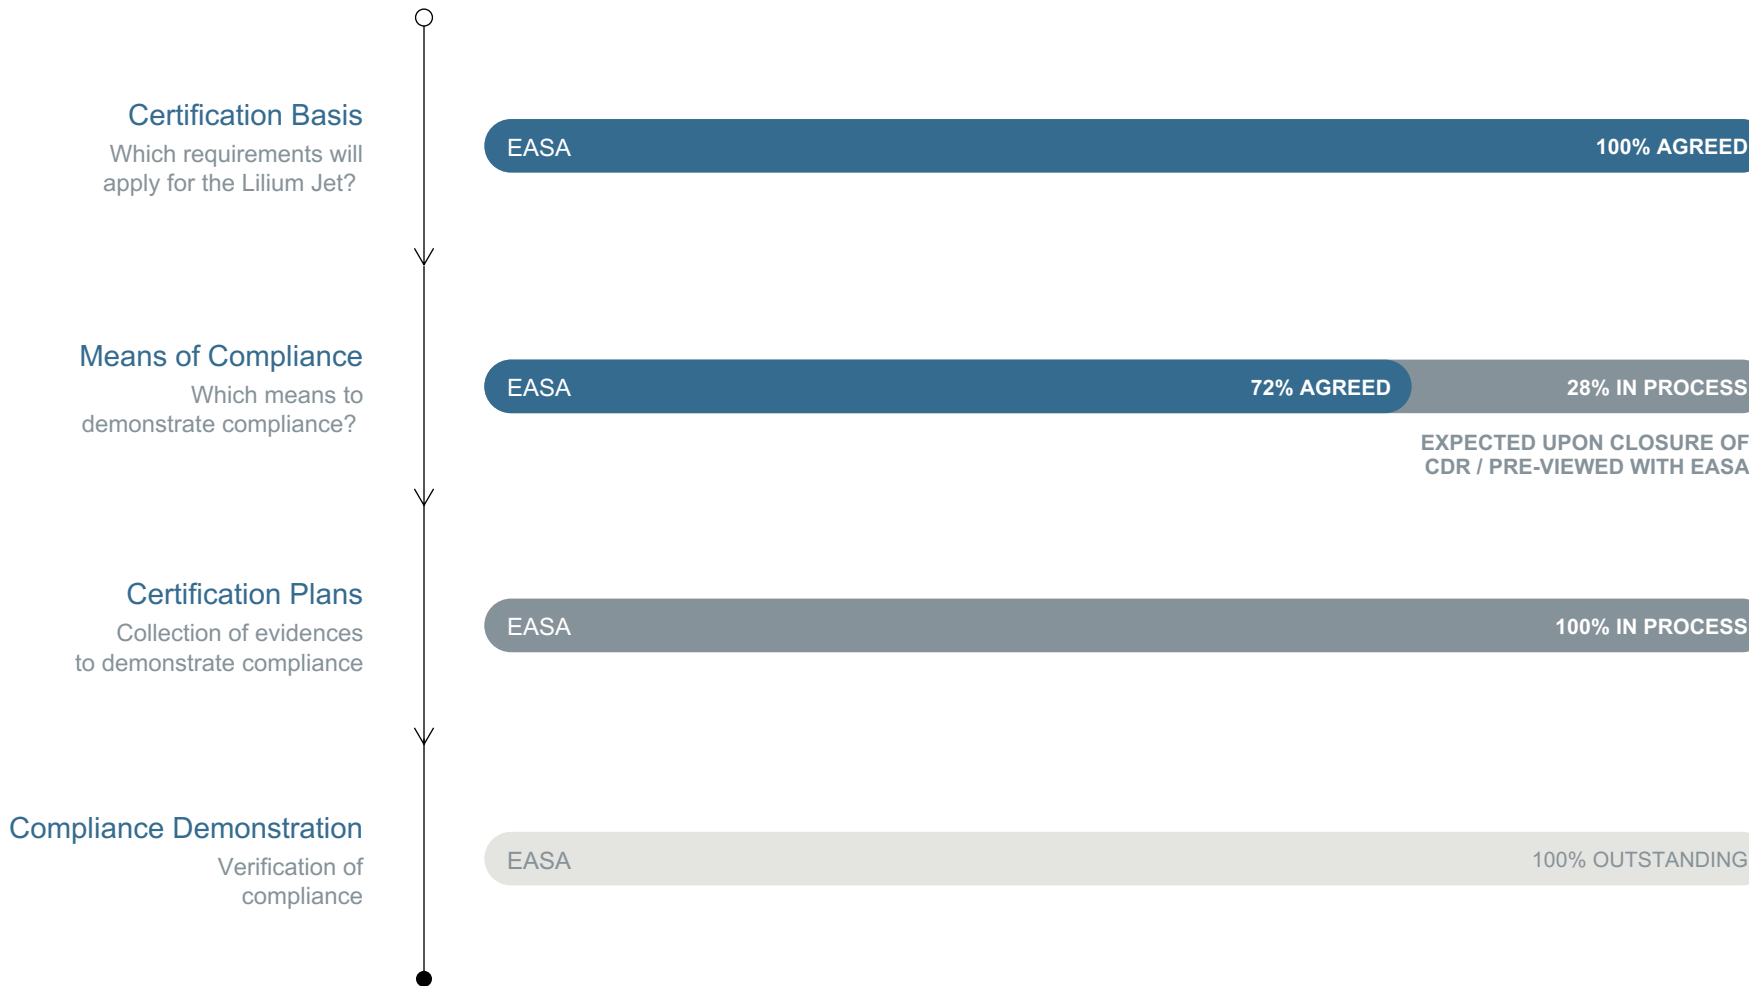 Certification Basis
Which requirements will
apply for the Lilium Jet?
EASA
100% AGREED
Means of Compliance
Which means to
demonstrate compliance?
EASA
72% AGREED
28% IN PROCESS
EXPECTED UPON CLOSURE OF
CDR / PRE-VIEWED WITH EASA
Certification Plans
Collection of evidences
to demonstrate compliance
EASA
100% IN PROCESS
Compliance Demonstration
Verification of
compliance
EASA
100% OUTSTANDING